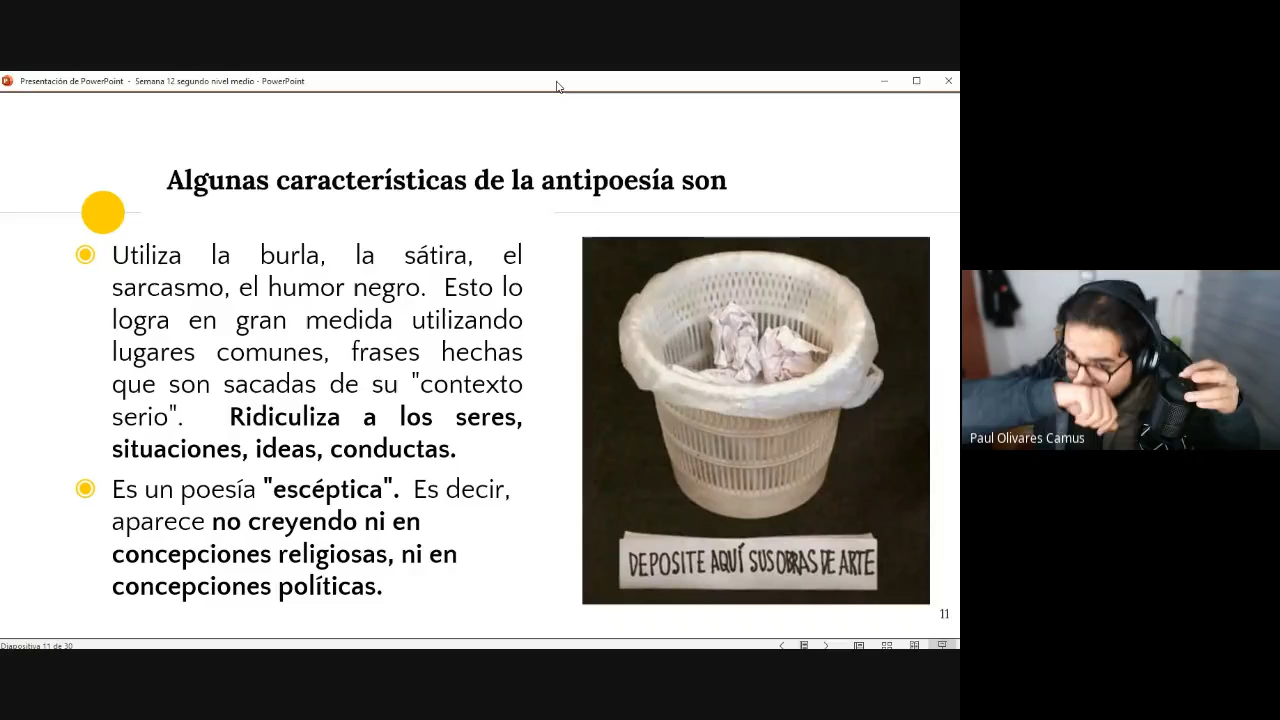 Presentación de PowerPoint - Semana 12 segundo nivel medio - PowerPoint
Algunas características de la antipoesía son
Utiliza la burla, la sátira, el
sarcasmo, el humor negro. Esto lo
logra en gran medida utilizando
lugares comunes, frases hechas
que son sacadas de su "contexto
serio". Ridiculiza a los seres,
situaciones, ideas, conductas.
Es un poesía "escéptica". Es decir,
aparece no creyendo ni en
concepciones religiosas, ni en
concepciones políticas.
DEPOSITE AQUÍ SUS OBRAS DE ARTE
11
Diapositiva 11 de 30
Paul Olivares Camus